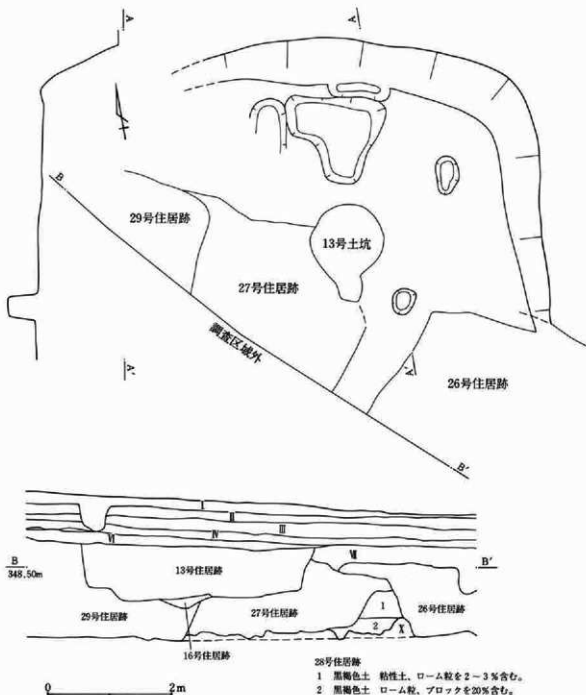 A
A
B
29号住居跡
13号土坑
27号住居跡
調査区域外
A'
A'
26号住居跡
B'
I
II
III
IV
VI
VII
B
348.50m
13号住居跡
B'
29号住居跡
27号住居跡
1
26号住居跡
2
X
16号住居跡
28号住居跡
0
2m
1 黒褐色土 粘性土、ローム粒を2～3％含む。
2 黒褐色土 ローム粒、ブロックを20％含む。